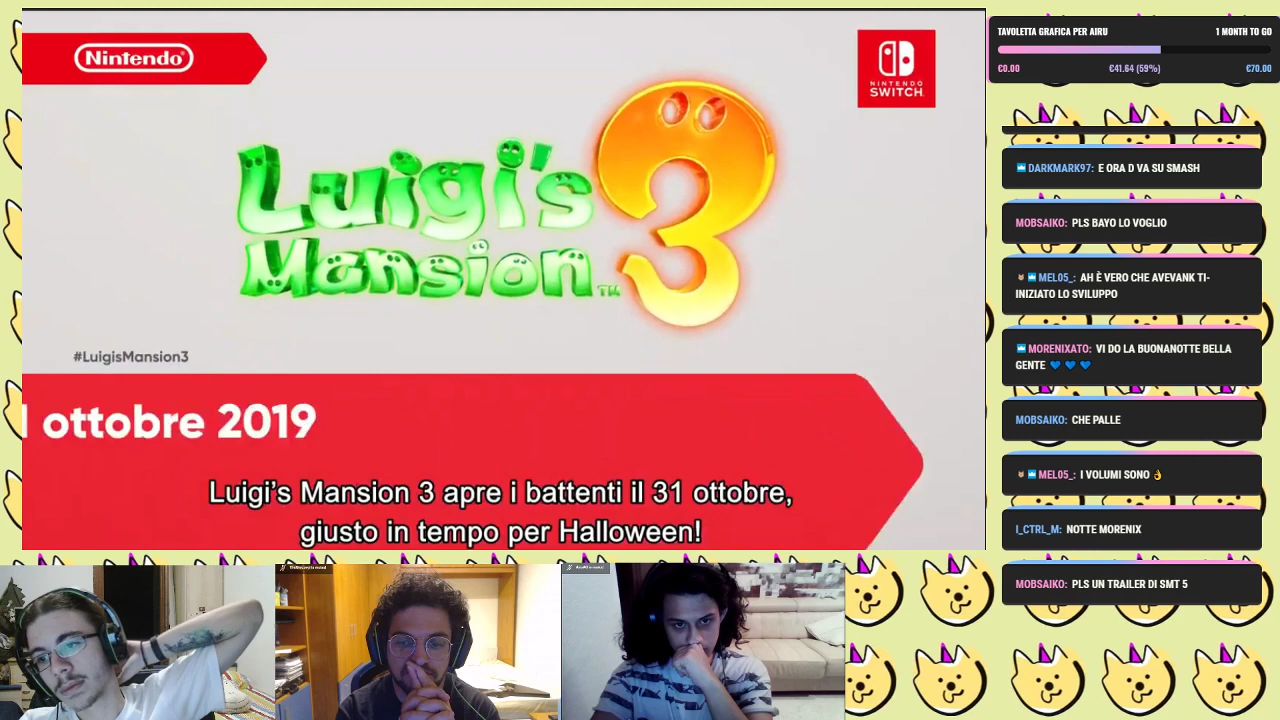 Nintendo
NINTENDO
SWITCH
Luigi's
Mansion
3
TM
#LuigisMansion3
ottobre 2019
Luigi's Mansion 3 apre i battenti il 31 ottobre,
giusto in tempo per Halloween!
TAVOLETTA GRAFICA PER AIRU
1 MONTH TO GO
€0.00
€41.64 (59%)
€70.00
DARKMARK97: E ORA D VA SU SMASH
MOBSAIKO: PLS BAYO LO VOGLIO
MEL05_: AH È VERO CHE AVEVANK TI-
INIZIATO LO SVILUPPO
MORENIXATO: VI DO LA BUONANOTTE BELLA
GENTE 💙 💙 💙
MOBSAIKO: CHE PALLE
MEL05_: I VOLUMI SONO 👌
I_CTRL_M: NOTTE MORENIX
MOBSAIKO: PLS UN TRAILER DI SMT 5